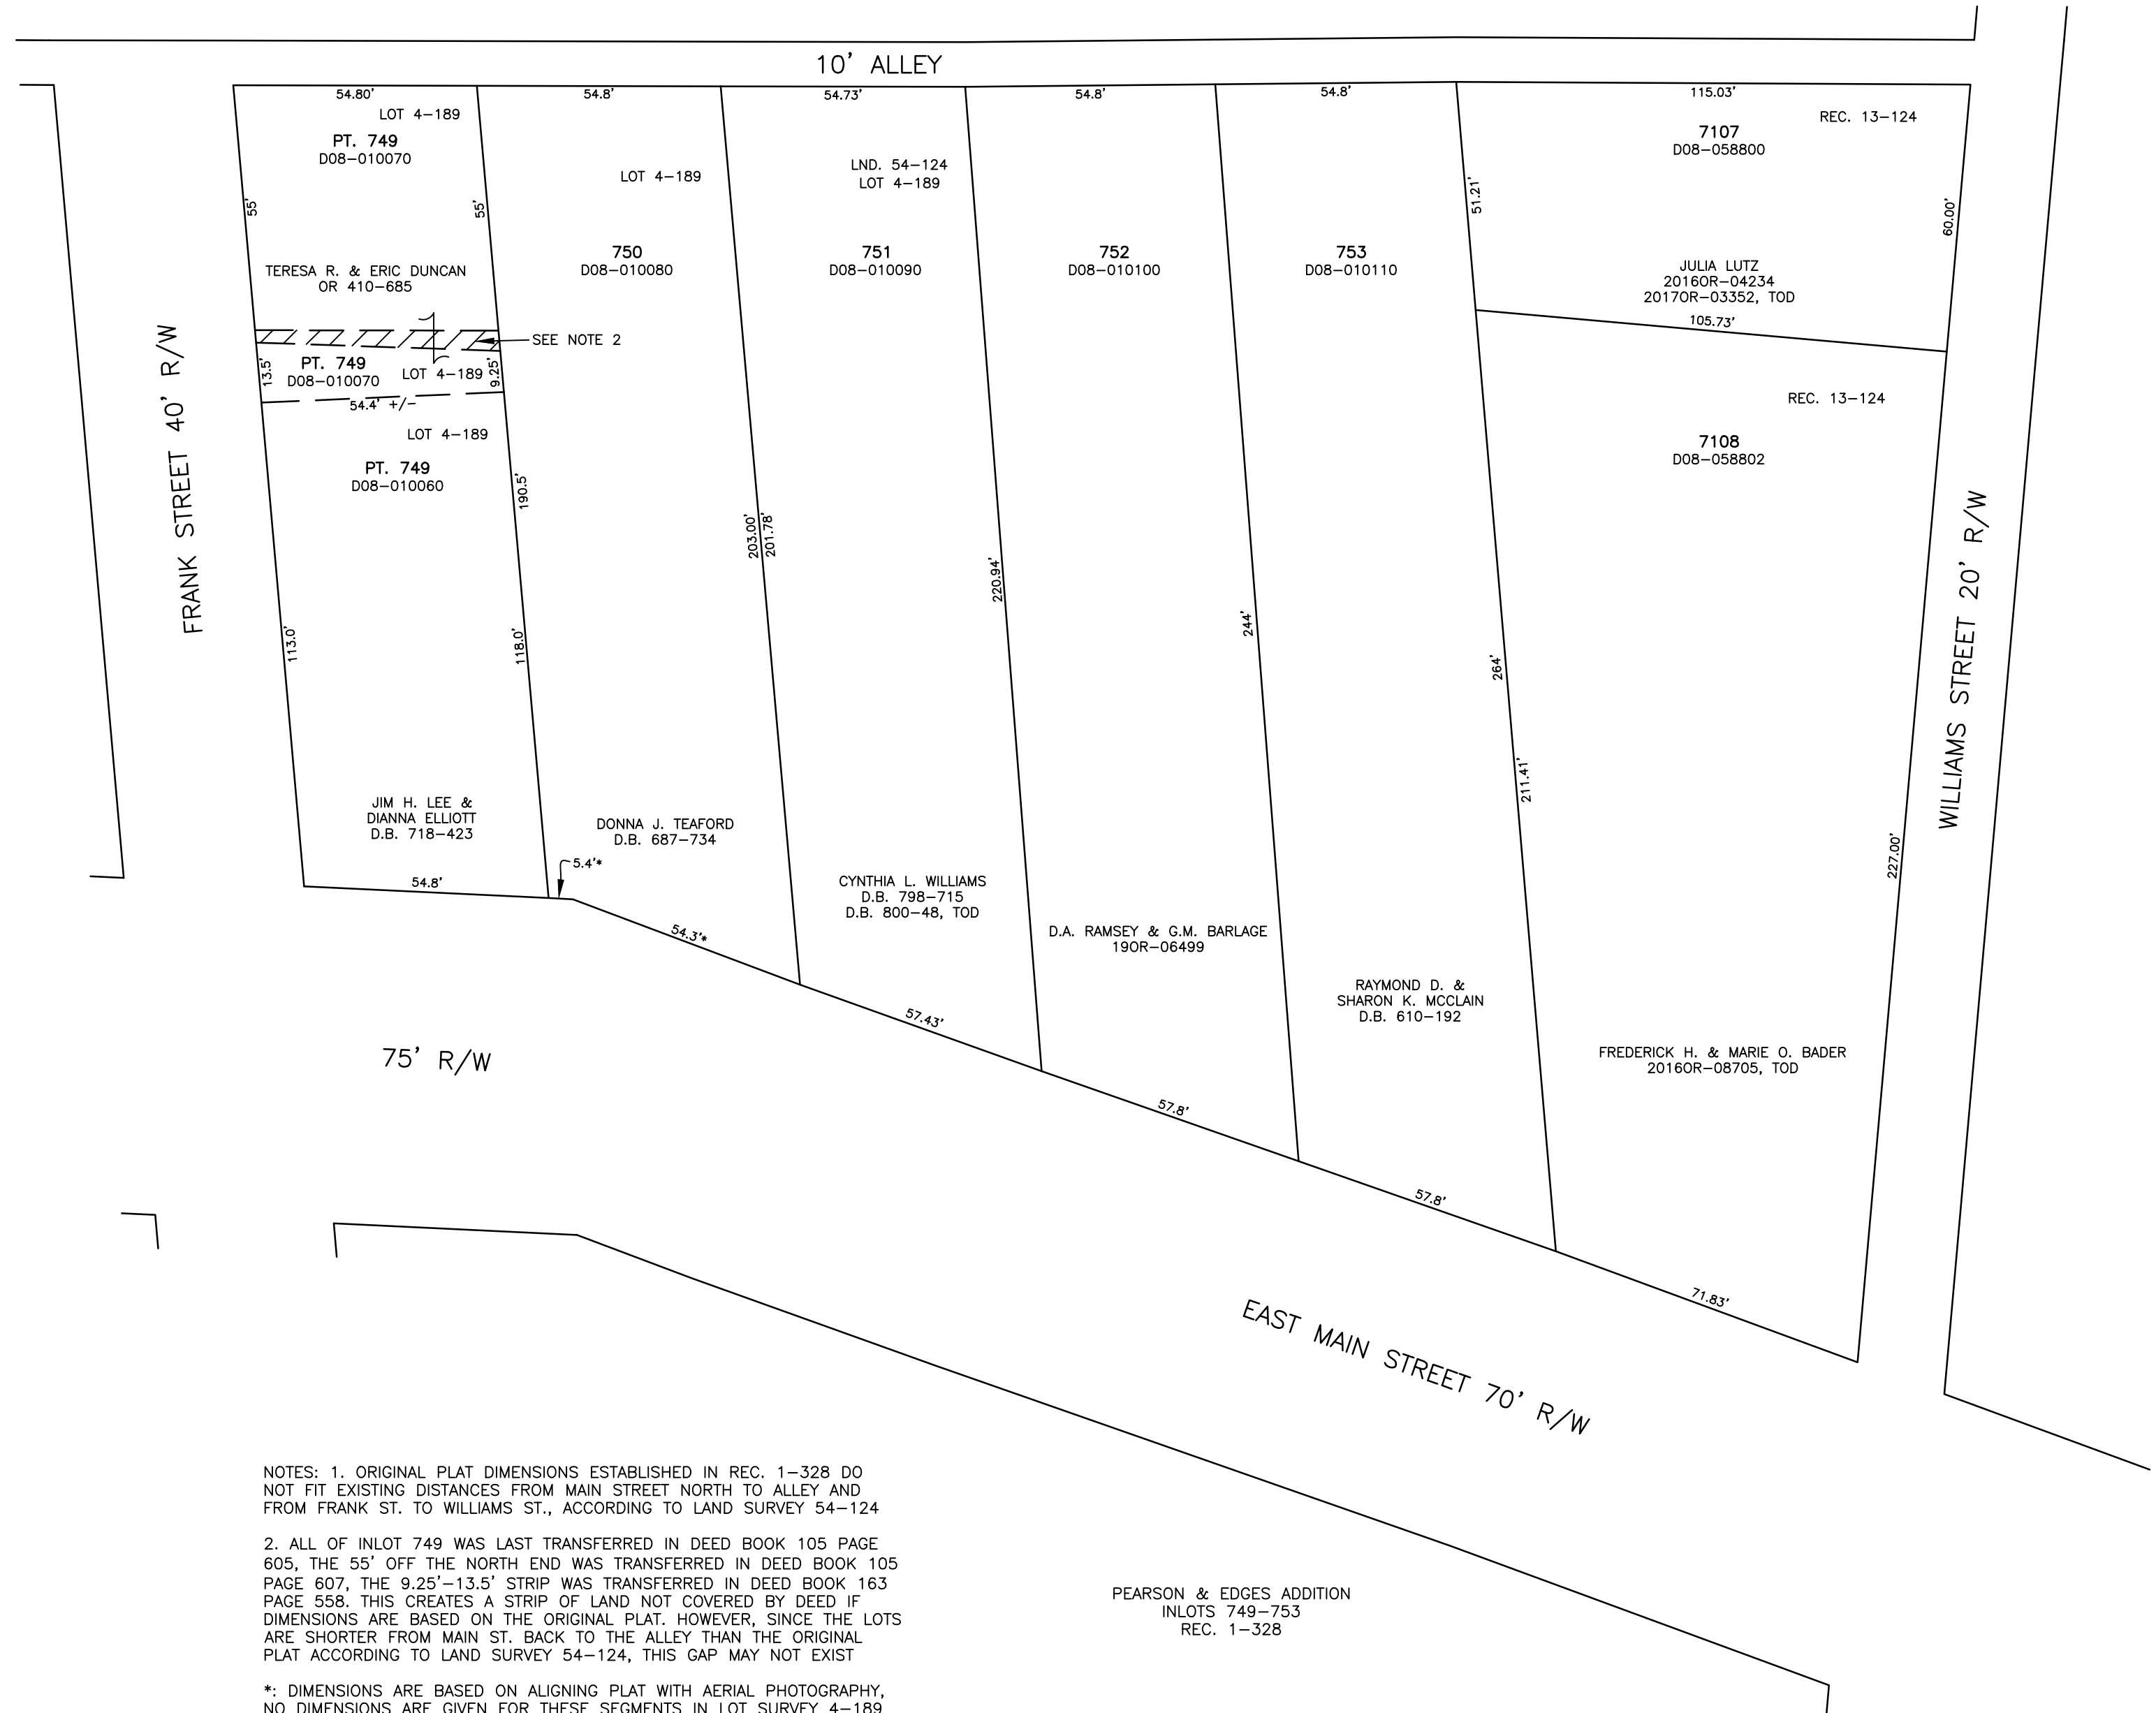 10' ALLEY
54.80'
54.8'
54.73'
54.8'
54.8'
115.03'
LOT 4-189
PT. 749
D08-010070
55'
55'
TERESA R. & ERIC DUNCAN
OR 410-685
SEE NOTE 2
13.5'
PT. 749
D08-010070
LOT 4-189
9.25'
54.4' +/-
LOT 4-189
PT. 749
D08-010060
113.0'
118.0'
190.5'
JIM H. LEE &
DIANNA ELLIOTT
D.B. 718-423
54.8'
FRANK STREET 40' R/W
LOT 4-189
750
D08-010080
203.00'
201.78'
DONNA J. TEAFORD
D.B. 687-734
5.4'*
54.3'*
LND. 54-124
LOT 4-189
751
D08-010090
220.94'
CYNTHIA L. WILLIAMS
D.B. 798-715
D.B. 800-48, TOD
57.43'
752
D08-010100
244'
D.A. RAMSEY & G.M. BARLAGE
19OR-06499
57.8'
753
D08-010110
51.21'
264'
211.41'
RAYMOND D. &
SHARON K. MCCLAIN
D.B. 610-192
57.8'
REC. 13-124
7107
D08-058800
60.00'
JULIA LUTZ
2016OR-04234
2017OR-03352, TOD
105.73'
REC. 13-124
7108
D08-058802
227.00'
FREDERICK H. & MARIE O. BADER
2016OR-08705, TOD
71.83'
WILLIAMS STREET 20' R/W
75' R/W
EAST MAIN STREET 70' R/W
NOTES: 1. ORIGINAL PLAT DIMENSIONS ESTABLISHED IN REC. 1-328 DO
NOT FIT EXISTING DISTANCES FROM MAIN STREET NORTH TO ALLEY AND
FROM FRANK ST. TO WILLIAMS ST., ACCORDING TO LAND SURVEY 54-124
2. ALL OF INLOT 749 WAS LAST TRANSFERRED IN DEED BOOK 105 PAGE
605, THE 55' OFF THE NORTH END WAS TRANSFERRED IN DEED BOOK 105
PAGE 607, THE 9.25'-13.5' STRIP WAS TRANSFERRED IN DEED BOOK 163
PAGE 558. THIS CREATES A STRIP OF LAND NOT COVERED BY DEED IF
DIMENSIONS ARE BASED ON THE ORIGINAL PLAT. HOWEVER, SINCE THE LOTS
ARE SHORTER FROM MAIN ST. BACK TO THE ALLEY THAN THE ORIGINAL
PLAT ACCORDING TO LAND SURVEY 54-124, THIS GAP MAY NOT EXIST
*: DIMENSIONS ARE BASED ON ALIGNING PLAT WITH AERIAL PHOTOGRAPHY,
NO DIMENSIONS ARE GIVEN FOR THESE SEGMENTS IN LOT SURVEY 4-189
PEARSON & EDGES ADDITION
INLOTS 749-753
REC. 1-328